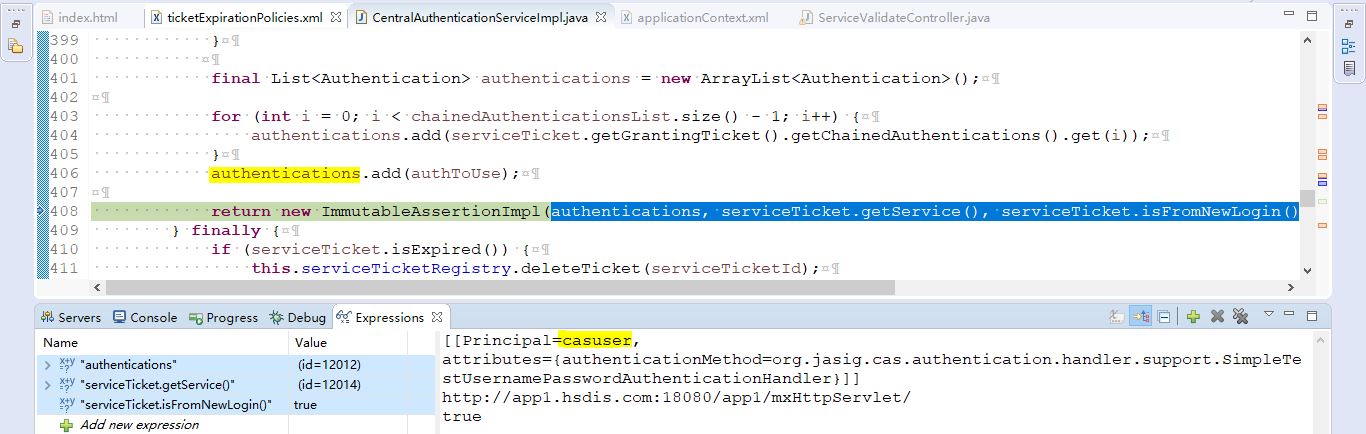 index.html
ticketExpirationPolicies.xml
CentralAuthenticationServiceImpl.java
applicationContext.xml
ServiceValidateController.java
399 }¤¶
400 ¤¶
401 final List<Authentication> authentications = new ArrayList<Authentication>();¤¶
402 ¤¶
403 for (int i = 0; i < chainedAuthenticationsList.size() - 1; i++) {¤¶
404 authentications.add(serviceTicket.getGrantingTicket().getChainedAuthentications().get(i));¤¶
405 }¤¶
406 authentications.add(authToUse);¤¶
407 ¤¶
408 return new ImmutableAssertionImpl(authentications, serviceTicket.getService(), serviceTicket.isFromNewLogin()
409 } finally {¤¶
410 if (serviceTicket.isExpired()) {¤¶
411 this.serviceTicketRegistry.deleteTicket(serviceTicketId);¤¶
Servers Console Progress Debug Expressions
Name Value
"authentications" (id=12012)
"serviceTicket.getService()" (id=12014)
"serviceTicket.isFromNewLogin()" true
Add new expression
[[Principal=casuser,
attributes={authenticationMethod=org.jasig.cas.authentication.handler.support.SimpleTe
stUsernamePasswordAuthenticationHandler}]]
http://app1.hsdis.com:18080/app1/mxHttpServlet/
true